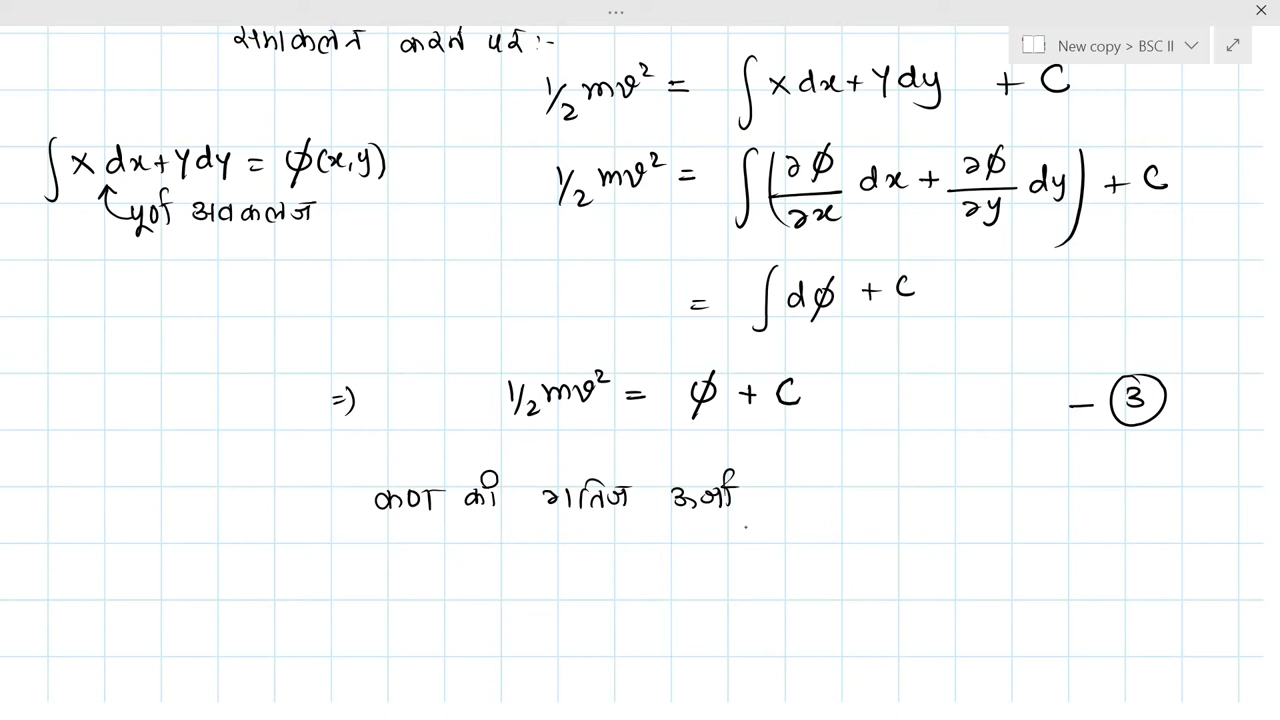 ...
New copy > BSC II
समाकलन करने पर :-
1/2 mv² = ∫ X dx + Y dy + C
∫ X dx + Y dy = φ(x, y)
पूर्ण अवकलज
1/2 mv² = ∫ (∂φ/∂x dx + ∂φ/∂y dy) + C
= ∫ dφ + C
⇒ 1/2 mv² = φ + C – ③
कण की गतिज ऊर्जा